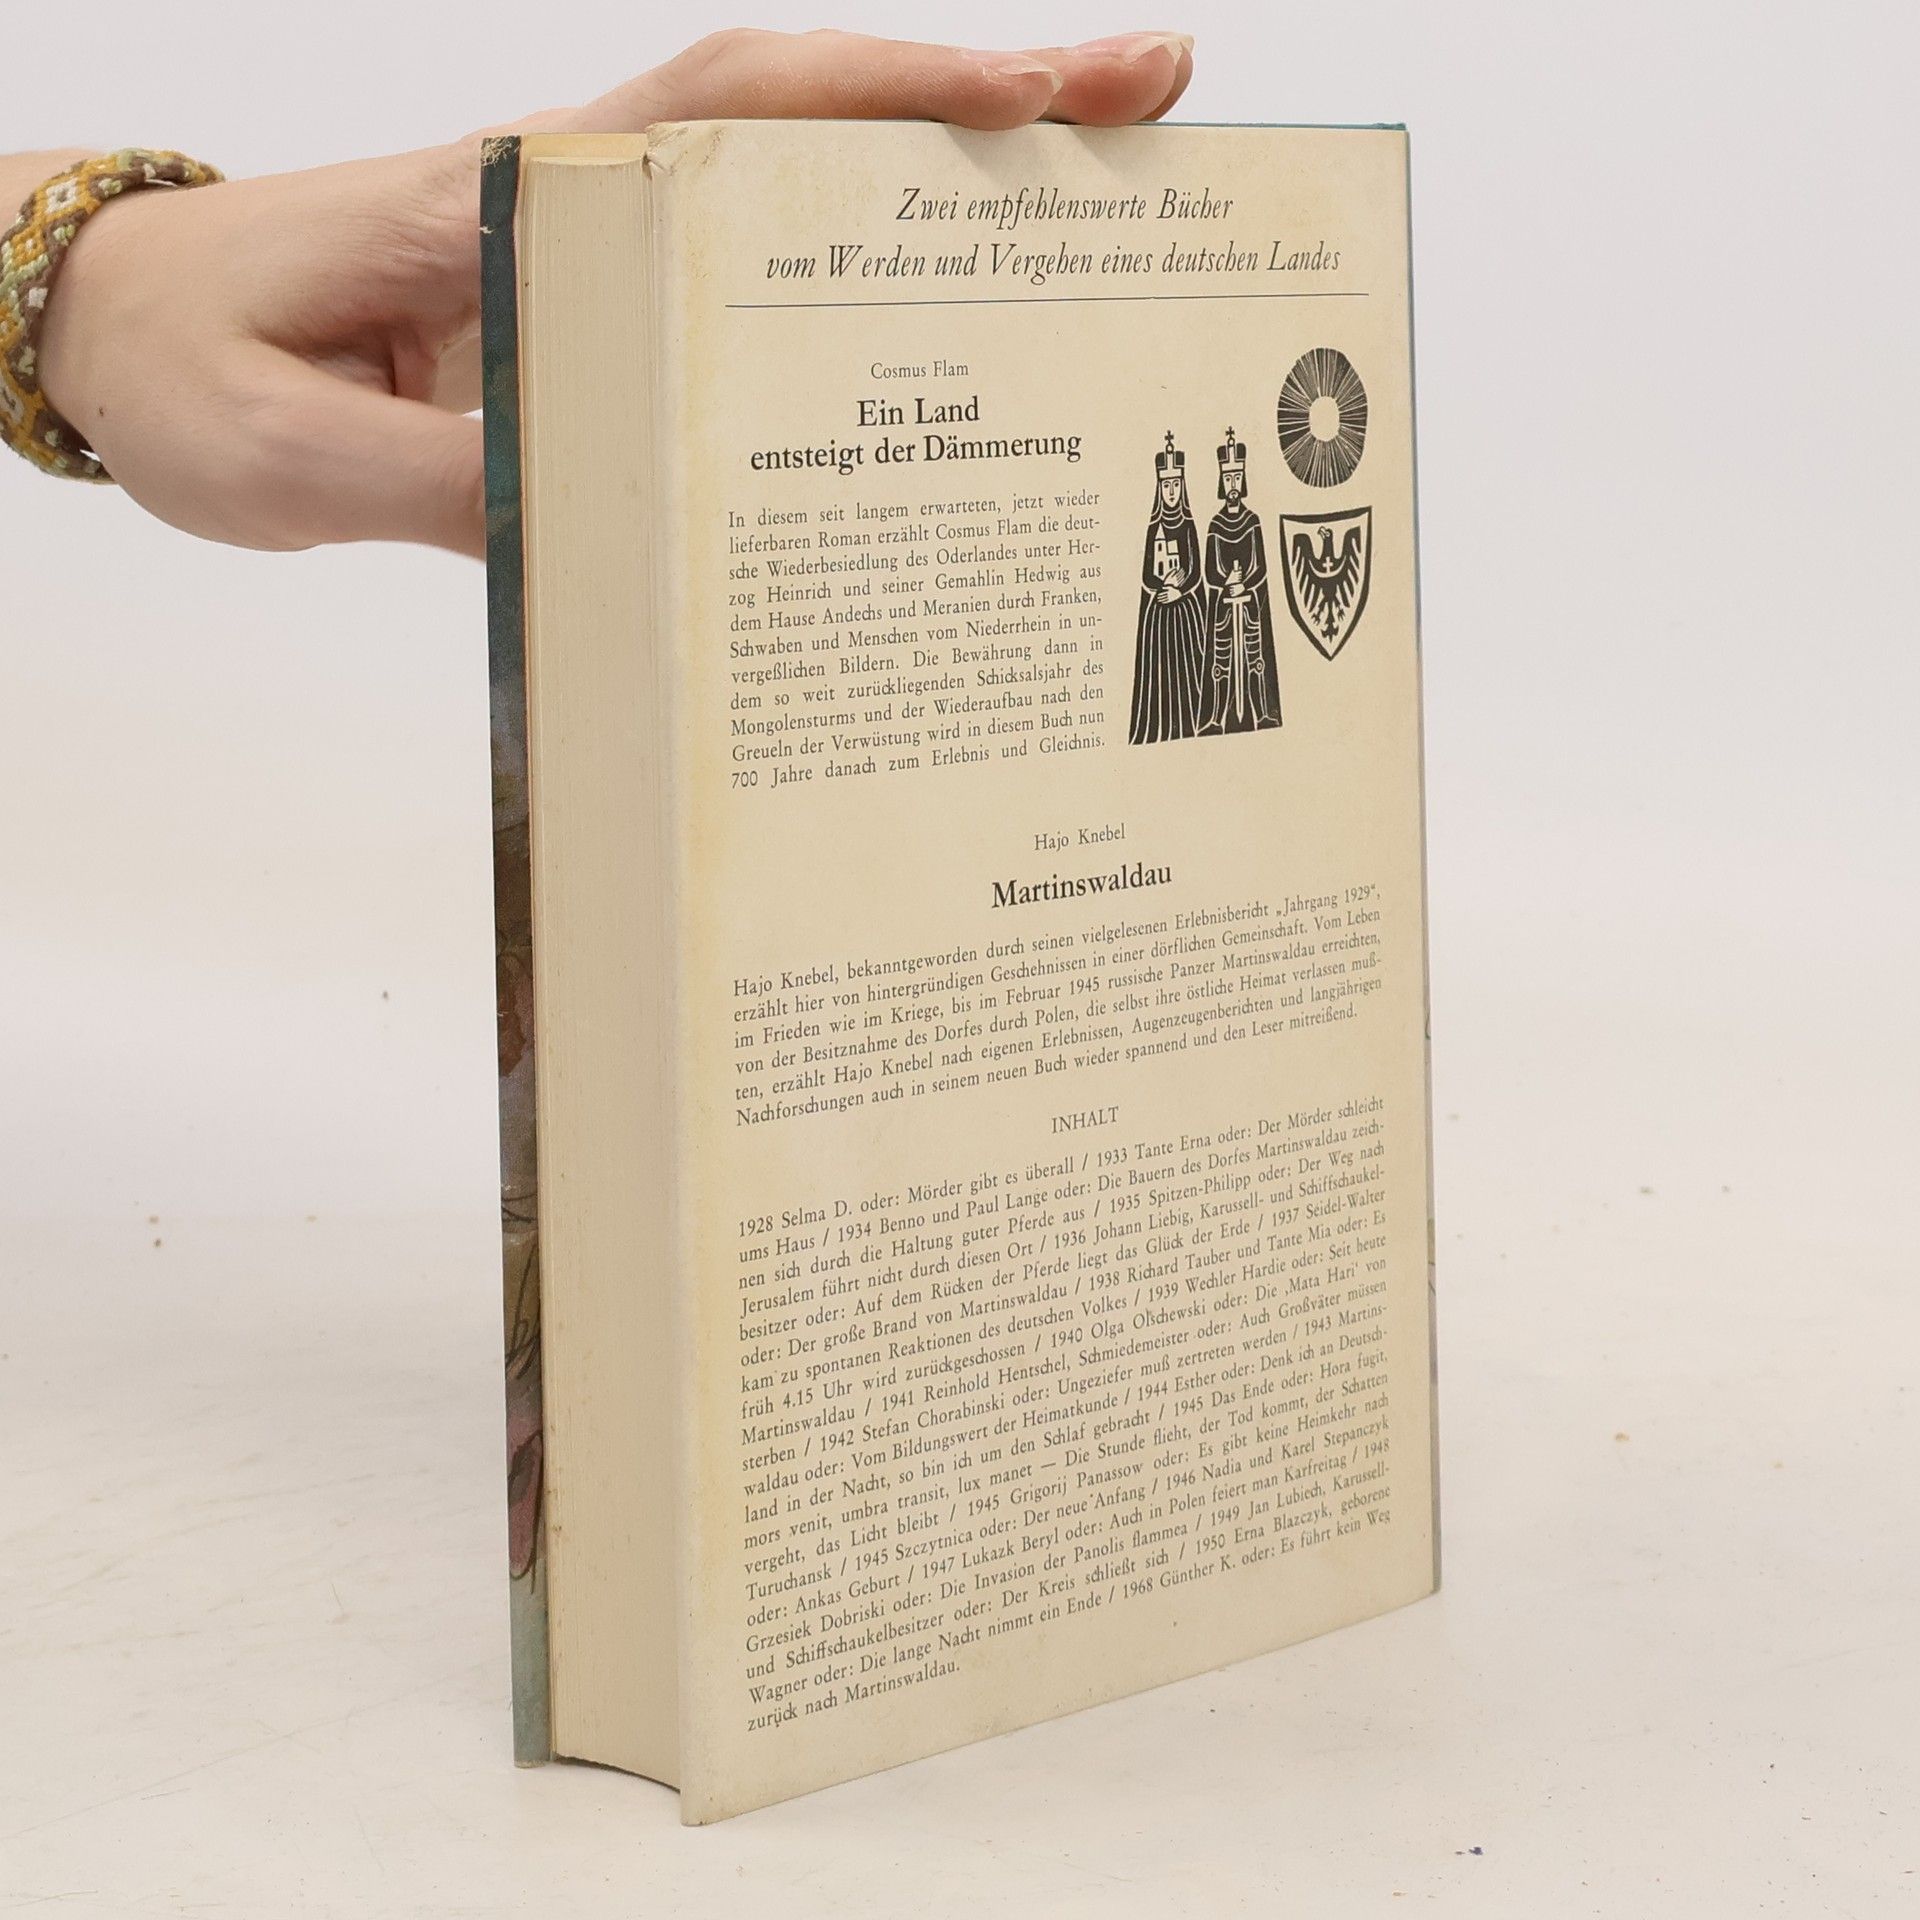 Zwei empfehlenswerte Bücher
vom Werden und Vergehen eines deutschen Landes
Cosmus Flam
Ein Land
entsteigt der Dämmerung
In diesem seit langem erwarteten, jetzt wieder
lieferbaren Roman erzählt Cosmus Flam die deut-
sche Wiederbesiedlung des Oderlandes unter Her-
zog Heinrich und seiner Gemahlin Hedwig aus
dem Hause Andechs und Meranien durch Franken,
Schwaben und Menschen vom Niederrhein in un-
vergeßlichen Bildern. Die Bewährung dann in
dem so weit zurückliegenden Schicksalsjahr des
Mongolensturms und der Wiederaufbau nach den
Greueln der Verwüstung wird in diesem Buch nun
700 Jahre danach zum Erlebnis und Gleichnis.
Hajo Knebel
Martinswaldau
Hajo Knebel, bekanntgeworden durch seinen vielgelesenen Erlebnisbericht „Jahrgang 1929“,
erzählt hier von hintergründigen Geschehnissen in einer dörflichen Gemeinschaft. Vom Leben
im Frieden wie im Kriege, bis im Februar 1945 russische Panzer Martinswaldau erreichten,
von der Besitznahme des Dorfes durch Polen, die selbst ihre östliche Heimat verlassen muß-
ten, erzählt Hajo Knebel nach eigenen Erlebnissen, Augenzeugenberichten und langjährigen
Nachforschungen auch in seinem neuen Buch wieder spannend und den Leser mitreißend.
INHALT
1928 Selma D. oder: Mörder gibt es überall / 1933 Tante Erna oder: Der Mörder schleicht
ums Haus / 1934 Benno und Paul Lange oder: Die Bauern des Dorfes Martinswaldau zeich-
nen sich durch die Haltung guter Pferde aus / 1935 Spitzen-Philipp oder: Der Weg nach
Jerusalem führt nicht durch diesen Ort / 1936 Johann Liebig, Karussell- und Schiffschaukel-
besitzer oder: Auf dem Rücken der Pferde liegt das Glück der Erde / 1937 Seidel-Walter
oder: Der große Brand von Martinswaldau / 1938 Richard Tauber und Tante Mia oder: Es
kam zu spontanen Reaktionen des deutschen Volkes / 1939 Wechler Hardie oder: Seit heute
früh 4.15 Uhr wird zurückgeschossen / 1940 Olga Olschewski oder: Die ‚Mata Hari‘ von
Martinswaldau / 1941 Reinhold Hentschel, Schmiedemeister oder: Auch Großväter müssen
sterben / 1942 Stefan Chorabinski oder: Ungeziefer muß zertreten werden / 1943 Martins-
waldau oder: Vom Bildungswert der Heimatkunde / 1944 Esther oder: Denk ich an Deutsch-
land in der Nacht, so bin ich um den Schlaf gebracht / 1945 Das Ende oder: Hora fugit,
mors venit, umbra transit, lux manet — Die Stunde flieht, der Tod kommt, der Schatten
vergeht, das Licht bleibt / 1945 Grigorij Panassow oder: Es gibt keine Heimkehr nach
Turuchansk / 1945 Szczytnica oder: Der neue Anfang / 1946 Nadia und Karel Stepanczyk
oder: Ankas Geburt / 1947 Lukazk Beryl oder: Auch in Polen feiert man Karfreitag / 1948
Grzesiek Dobriski oder: Die Invasion der Panolis flammea / 1949 Jan Lubiech, Karussell-
und Schiffschaukelbesitzer oder: Der Kreis schließt sich / 1950 Erna Blazczyk, geborene
Wagner oder: Die lange Nacht nimmt ein Ende / 1968 Günther K. oder: Es führt kein Weg
zurück nach Martinswaldau.